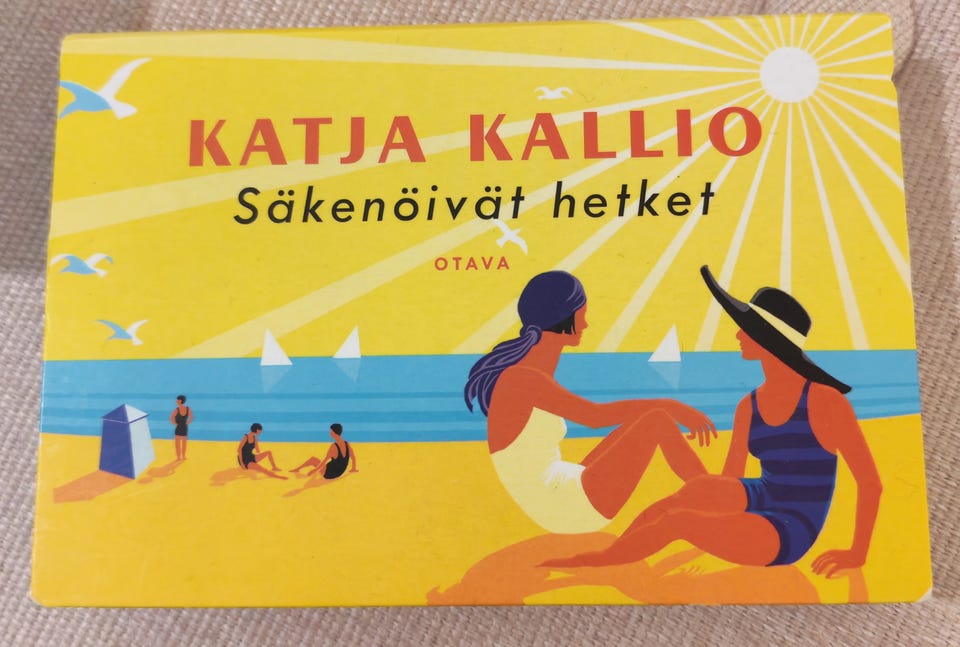 KATJA KALLIO
Säkenöivät hetket
OTAVA